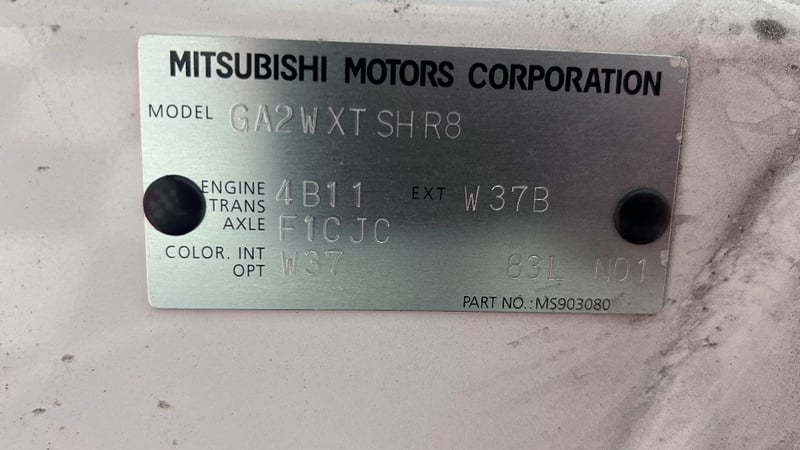 MITSUBISHI MOTORS CORPORATION
MODEL GA2WXTSHR8
ENGINE 4B11 EXT W37B
TRANS
AXLE F1CJC
COLOR. INT W37 83L N01
OPT
PART NO.: MS903080